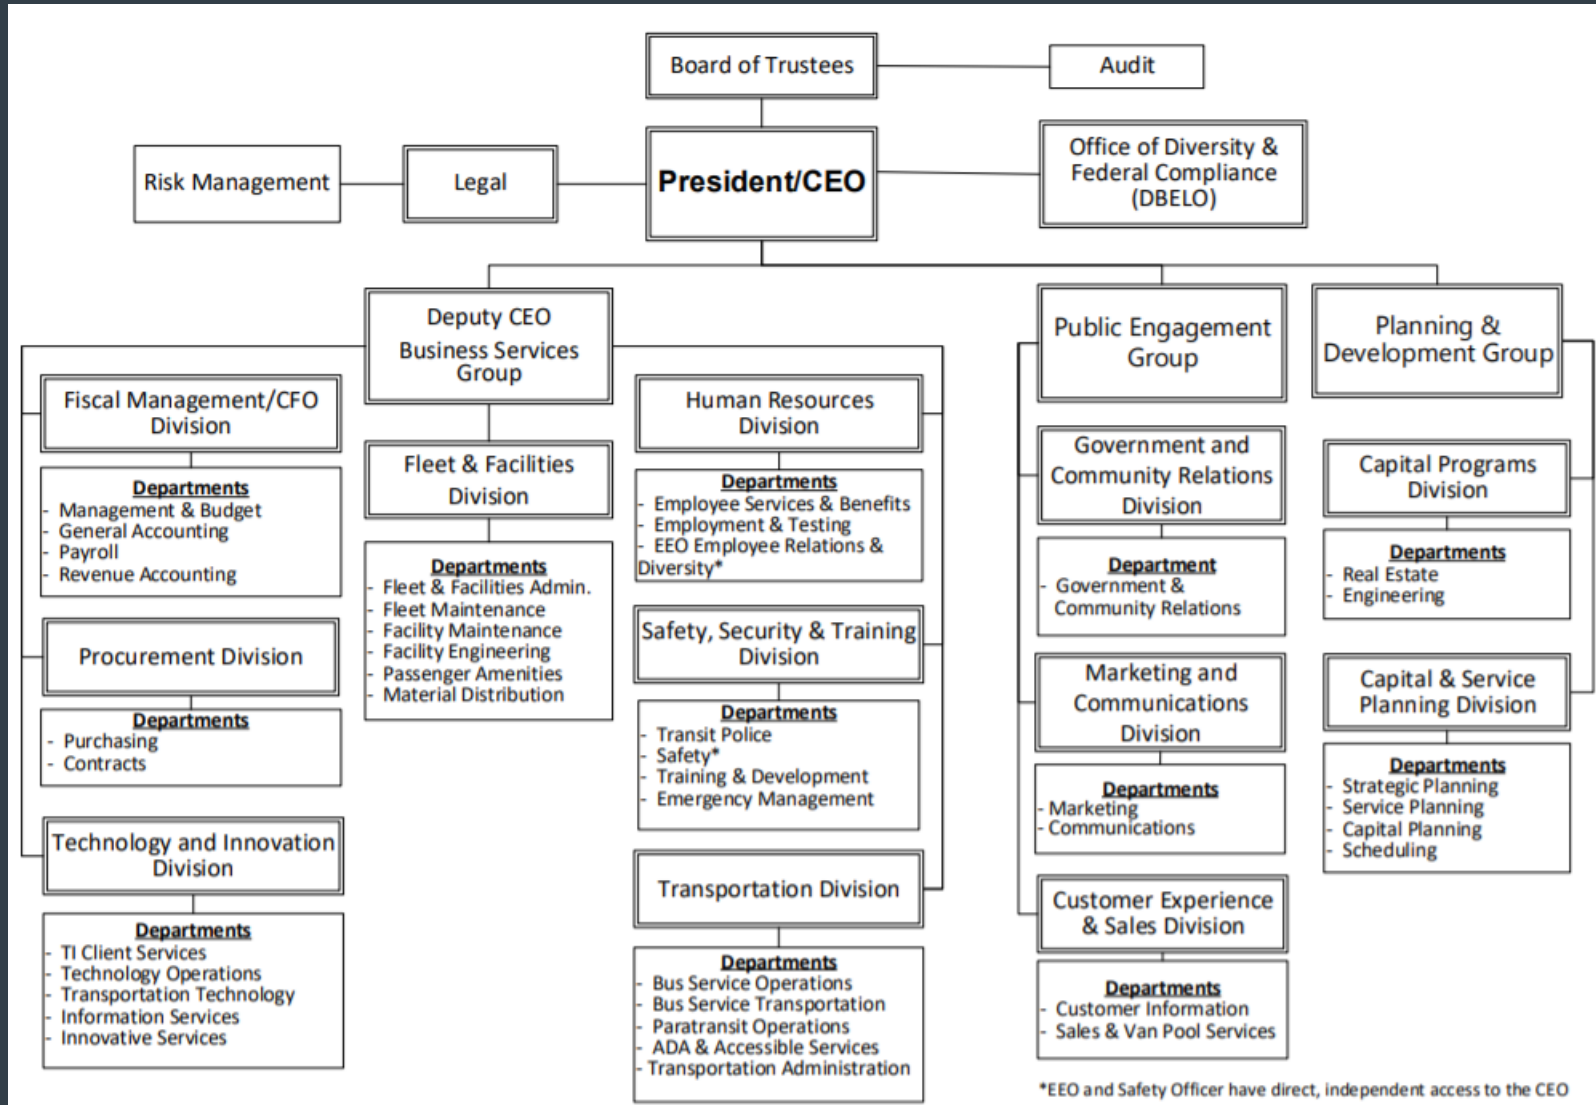 Board of Trustees
Audit
Risk Management
Legal
President/CEO
Office of Diversity &
Federal Compliance
(DBELO)
Deputy CEO
Business Services
Group
Fiscal Management/CFO
Division
Departments
- Management & Budget
- General Accounting
- Payroll
- Revenue Accounting
Procurement Division
Departments
- Purchasing
- Contracts
Technology and Innovation
Division
Departments
- TI Client Services
- Technology Operations
- Transportation Technology
- Information Services
- Innovative Services
Fleet & Facilities
Division
Departments
- Fleet & Facilities Admin.
- Fleet Maintenance
- Facility Maintenance
- Facility Engineering
- Passenger Amenities
- Material Distribution
Human Resources
Division
Departments
- Employee Services & Benefits
- Employment & Testing
- EEO Employee Relations &
Diversity*
Safety, Security & Training
Division
Departments
- Transit Police
- Safety*
- Training & Development
- Emergency Management
Transportation Division
Departments
- Bus Service Operations
- Bus Service Transportation
- Paratransit Operations
- ADA & Accessible Services
- Transportation Administration
Public Engagement
Group
Government and
Community Relations
Division
Department
- Government &
Community Relations
Marketing and
Communications
Division
Departments
- Marketing
- Communications
Customer Experience
& Sales Division
Departments
- Customer Information
- Sales & Van Pool Services
Planning &
Development Group
Capital Programs
Division
Departments
- Real Estate
- Engineering
Capital & Service
Planning Division
Departments
- Strategic Planning
- Service Planning
- Capital Planning
- Scheduling
*EEO and Safety Officer have direct, independent access to the CEO